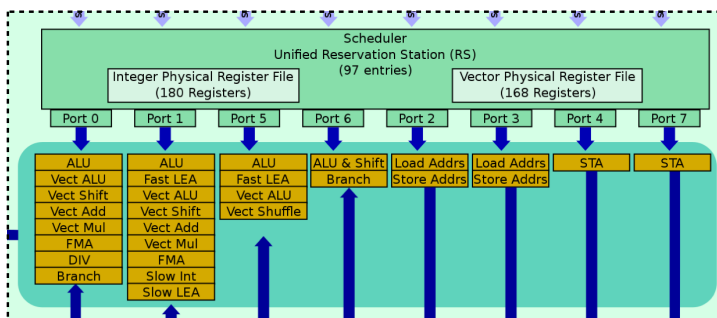 Scheduler
Unified Reservation Station (RS)
(97 entries)
Integer Physical Register File
(180 Registers)
Vector Physical Register File
(168 Registers)
Port 0
Port 1
Port 5
Port 6
Port 2
Port 3
Port 4
Port 7
ALU
Vect ALU
Vect Shift
Vect Add
Vect Mul
FMA
DIV
Branch
ALU
Fast LEA
Vect ALU
Vect Shift
Vect Add
Vect Mul
FMA
Slow Int
Slow LEA
ALU
Fast LEA
Vect ALU
Vect Shuffle
ALU & Shift
Branch
Load Addrs
Store Addrs
Load Addrs
Store Addrs
STA
STA